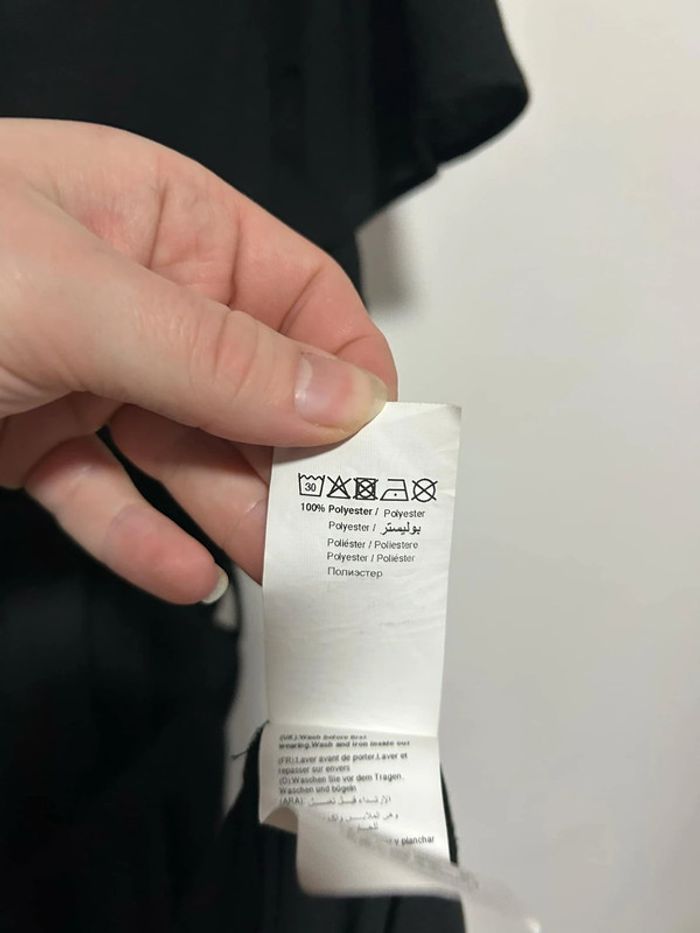 30
100% Polyester / Polyester
Polyester / بوليستر
Poliéster / Poliestere
Polyester / Poliéster
Полиэстер
(UK):Wash before first
wearing.Wash and iron inside out
(FR):Laver avant de porter.Laver et
repasser sur envers
(D):Waschen Sie vor dem Tragen.
Waschen und bügeln
(ARA):
y planchar